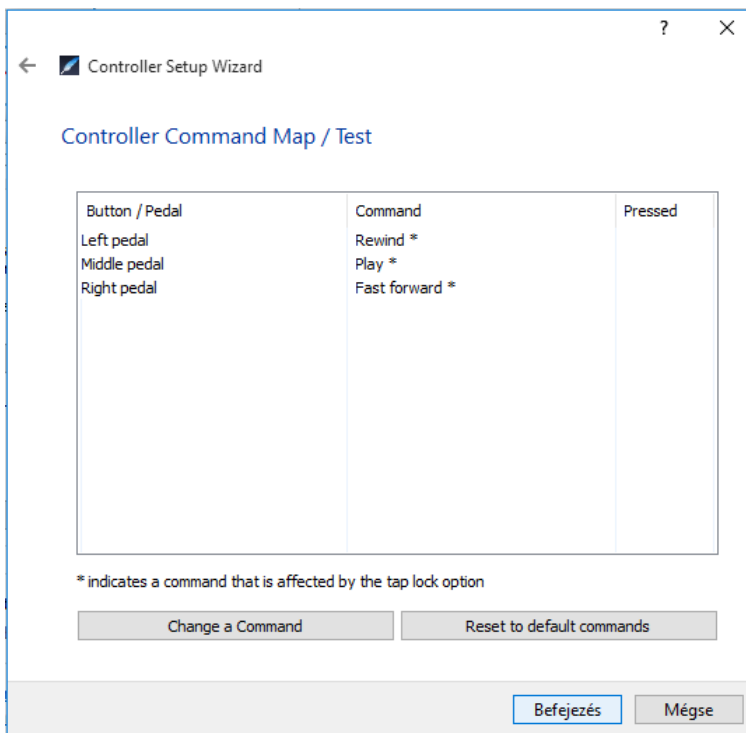 ?
Controller Setup Wizard
Controller Command Map / Test
Button / Pedal Command Pressed
Left pedal Rewind *
Middle pedal Play *
Right pedal Fast forward *
* indicates a command that is affected by the tap lock option
Change a Command Reset to default commands
Befejezés Mégse